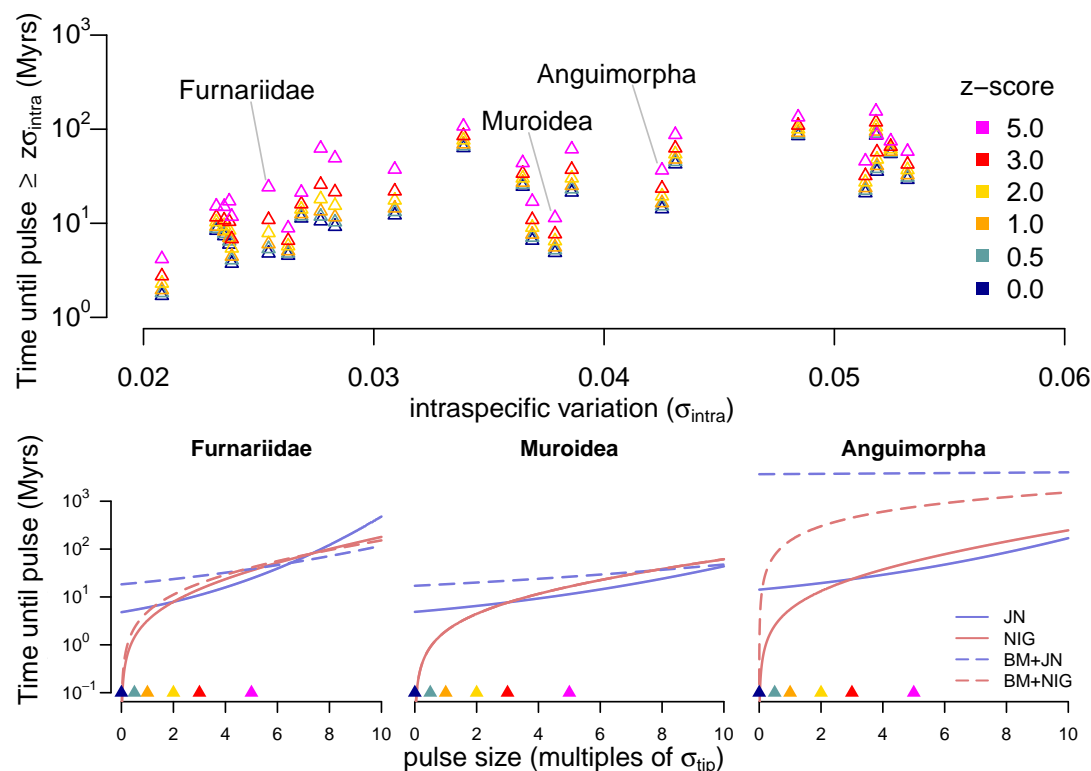 Time until pulse ≥ zσintra (Myrs)
10³
10²
10¹
10⁰
Furnariidae
Muroidea
Anguimorpha
z−score
5.0
3.0
2.0
1.0
0.5
0.0
0.02
0.03
0.04
0.05
0.06
intraspecific variation (σintra)
Furnariidae
Muroidea
Anguimorpha
Time until pulse (Myrs)
10³
10²
10¹
10⁰
10⁻¹
JN
NIG
BM+JN
BM+NIG
0 2 4 6 8 10
0 2 4 6 8 10
0 2 4 6 8 10
pulse size (multiples of σtip)